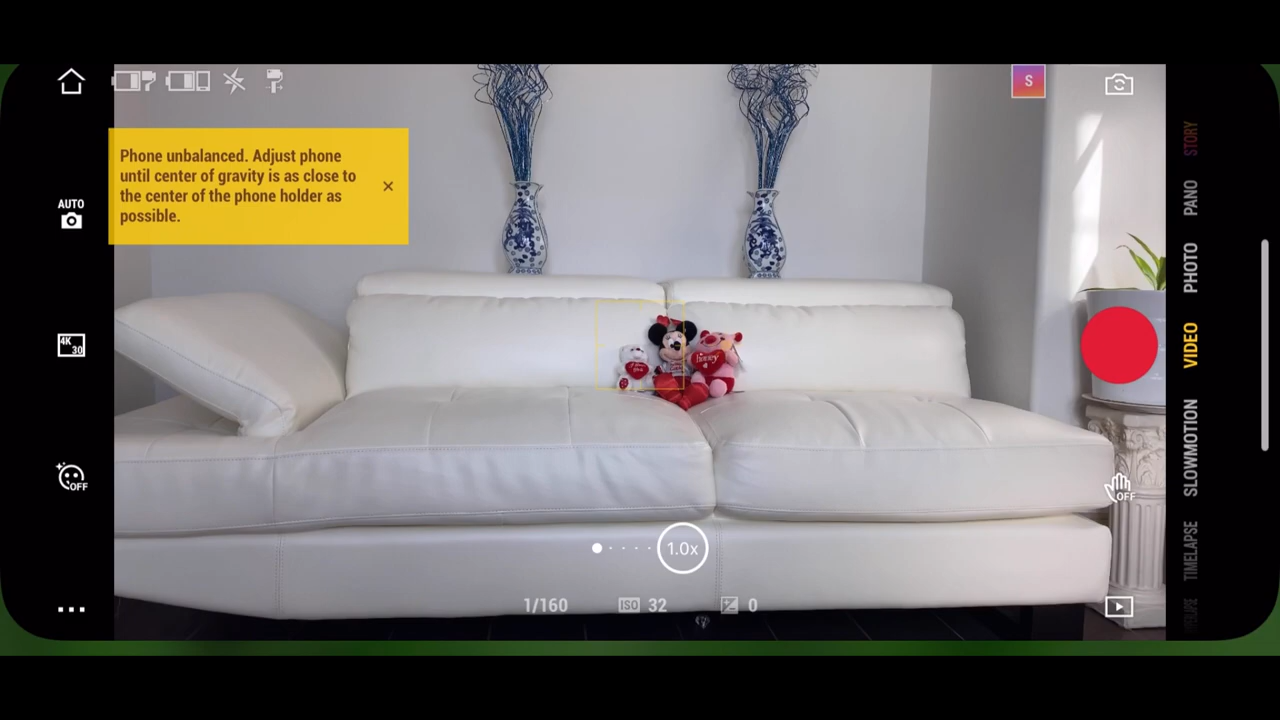 S
Phone unbalanced. Adjust phone
until center of gravity is as close to
the center of the phone holder as
possible.
AUTO
4K
30
OFF
STORY
PANO
PHOTO
VIDEO
SLOWMOTION
TIMELAPSE
honey
OFF
1.0x
1/160
ISO 32
0